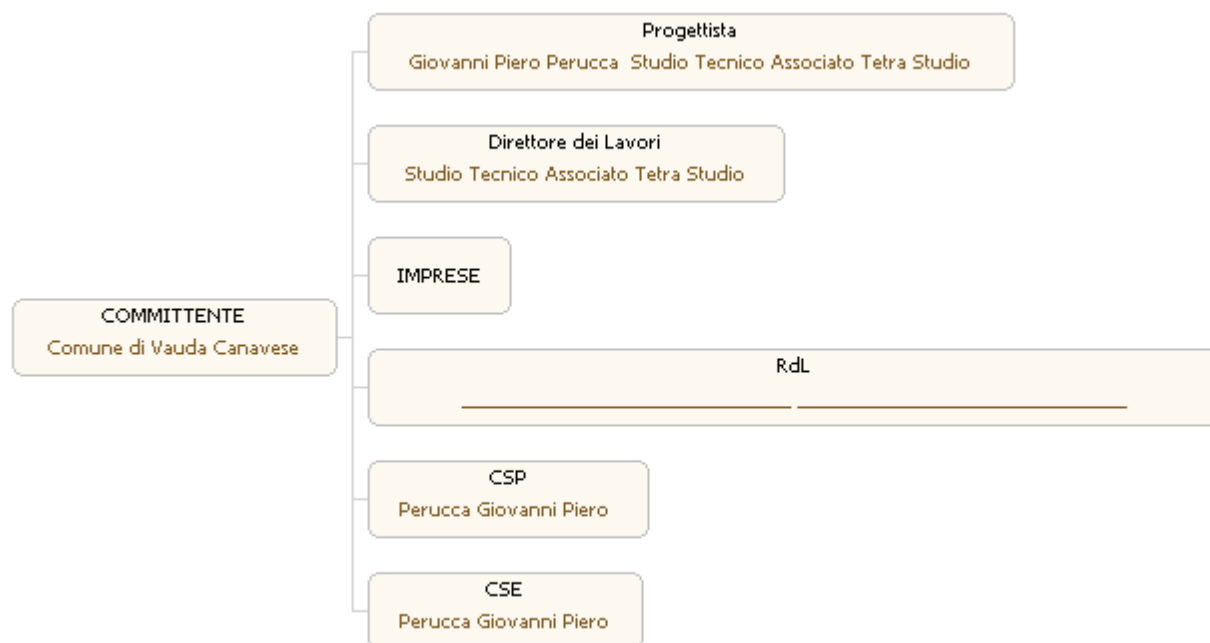 Progettista
Giovanni Piero Perucca Studio Tecnico Associato Tetra Studio
Direttore dei Lavori
Studio Tecnico Associato Tetra Studio
IMPRESE
COMMITTENTE
Comune di Vauda Canavese
RdL
CSP
Perucca Giovanni Piero
CSE
Perucca Giovanni Piero